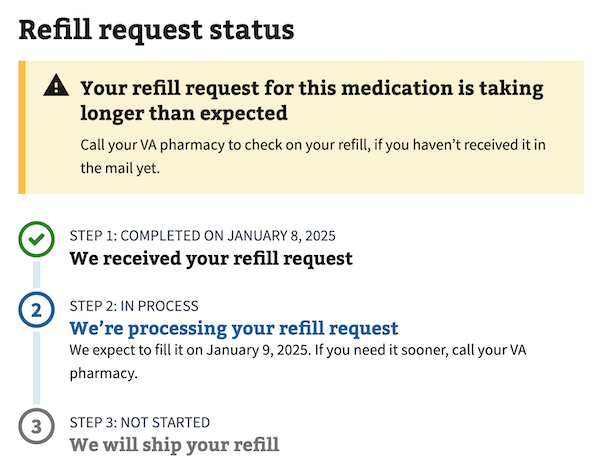 Refill request status
Your refill request for this medication is taking
longer than expected
Call your VA pharmacy to check on your refill, if you haven’t received it in
the mail yet.
STEP 1: COMPLETED ON JANUARY 8, 2025
We received your refill request
2
STEP 2: IN PROCESS
We’re processing your refill request
We expect to fill it on January 9, 2025. If you need it sooner, call your VA
pharmacy.
3
STEP 3: NOT STARTED
We will ship your refill